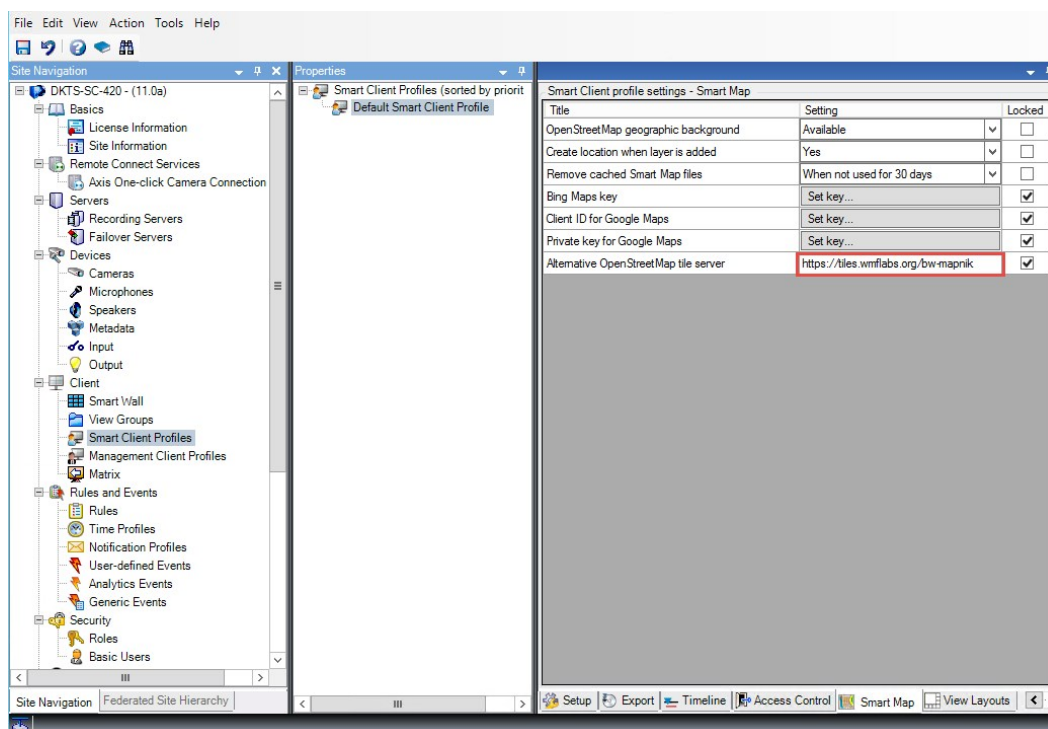 File Edit View Action Tools Help
Site Navigation
DKTS-SC-420 - (11.0a)
Basics
License Information
Site Information
Remote Connect Services
Axis One-click Camera Connection
Servers
Recording Servers
Failover Servers
Devices
Cameras
Microphones
Speakers
Metadata
Input
Output
Client
Smart Wall
View Groups
Smart Client Profiles
Management Client Profiles
Matrix
Rules and Events
Rules
Time Profiles
Notification Profiles
User-defined Events
Analytics Events
Generic Events
Security
Roles
Basic Users
Site Navigation Federated Site Hierarchy
Properties
Smart Client Profiles (sorted by priorit
Default Smart Client Profile
Smart Client profile settings - Smart Map
Title Setting Locked
OpenStreetMap geographic background Available
Create location when layer is added Yes
Remove cached Smart Map files When not used for 30 days
Bing Maps key Set key...
Client ID for Google Maps Set key...
Private key for Google Maps Set key...
Alternative OpenStreetMap tile server https://tiles.wmflabs.org/bw-mapnik
Setup Export Timeline Access Control Smart Map View Layouts